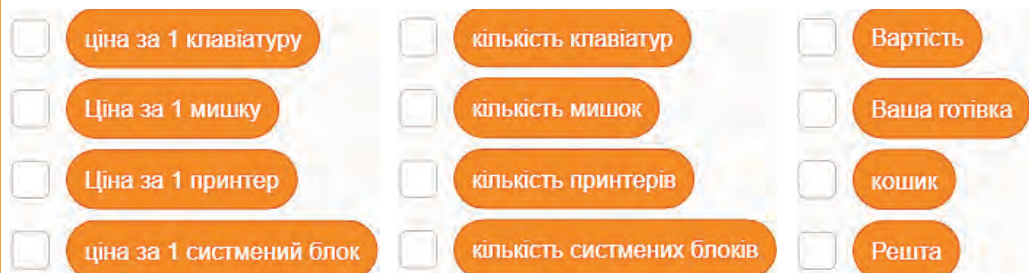 ціна за 1 клавіатуру
Ціна за 1 мишку
Ціна за 1 принтер
ціна за 1 систмений блок
кількість клавіатур
кількість мишок
кількість принтерів
кількість систмених блоків
Вартість
Ваша готівка
кошик
Решта